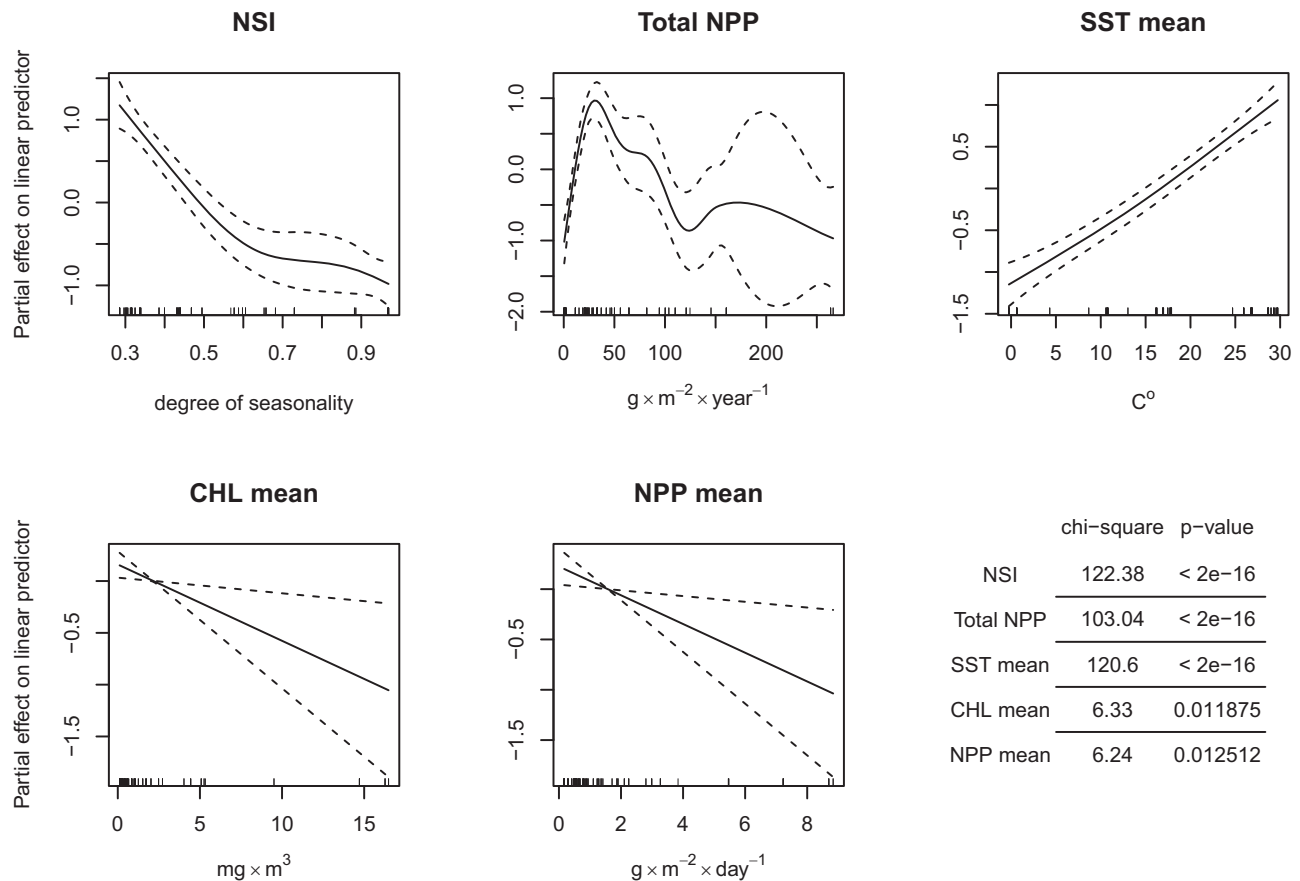 NSI
Total NPP
SST mean
Partial effect on linear predictor
1.0
0.0
−1.0
0.3 0.5 0.7 0.9
degree of seasonality
1.0
0.0
−1.0
−2.0
0 50 100 200
g × m⁻² × year⁻¹
0.5
−0.5
−1.5
0 5 10 15 20 25 30
Cº
CHL mean
NPP mean
Partial effect on linear predictor
−0.5
−1.5
0 5 10 15
mg × m³
−0.5
−1.5
0 2 4 6 8
g × m⁻² × day⁻¹
chi−square p−value
NSI 122.38 < 2e−16
Total NPP 103.04 < 2e−16
SST mean 120.6 < 2e−16
CHL mean 6.33 0.011875
NPP mean 6.24 0.012512